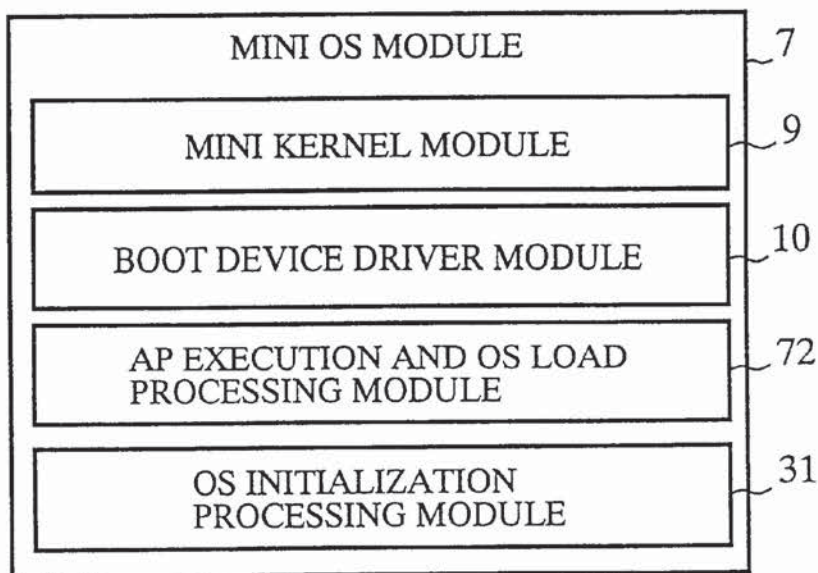 MINI OS MODULE
7
MINI KERNEL MODULE
9
BOOT DEVICE DRIVER MODULE
10
AP EXECUTION AND OS LOAD
PROCESSING MODULE
72
OS INITIALIZATION
PROCESSING MODULE
31